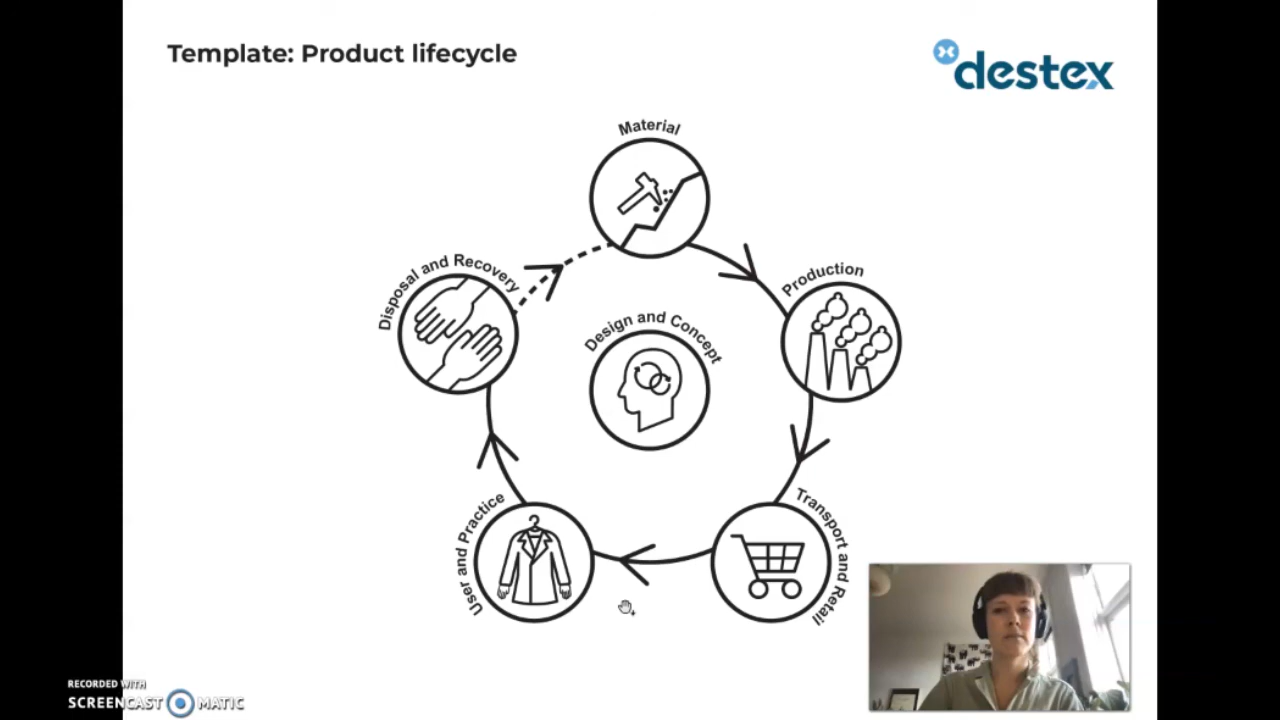 Template: Product lifecycle
destex
Material
Production
Disposal and Recovery
Design and Concept
Transport and Retail
User and Practice
RECORDED WITH
SCREENCAST MATIC